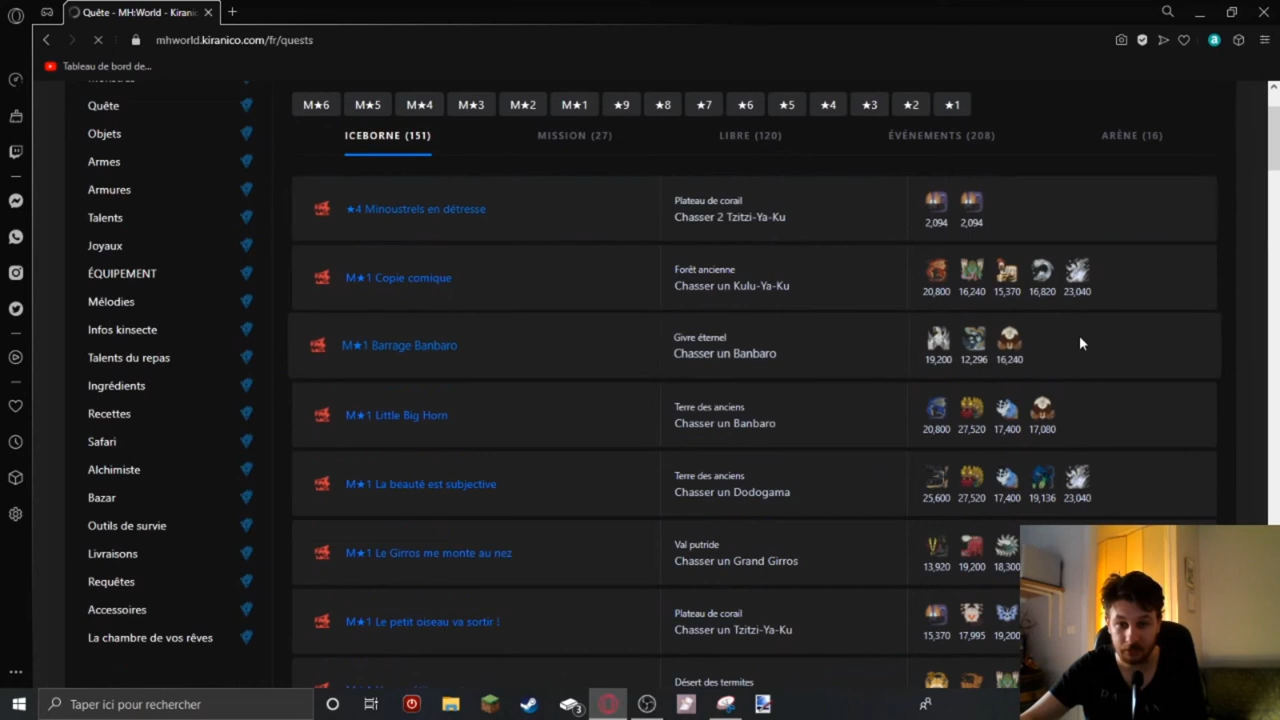 Quête - MH:World - Kiranic
mhworld.kiranico.com/fr/quests
Tableau de bord de...
Quête
Objets
Armes
Armures
Talents
Joyaux
ÉQUIPEMENT
Mélodies
Infos kinsecte
Talents du repas
Ingrédients
Recettes
Safari
Alchimiste
Bazar
Outils de survie
Livraisons
Requêtes
Accessoires
La chambre de vos rêves
M★6 M★5 M★4 M★3 M★2 M★1 ★9 ★8 ★7 ★6 ★5 ★4 ★3 ★2 ★1
ICEBORNE (151) MISSION (27) LIBRE (120) ÉVÉNEMENTS (208) ARÈNE (16)
★4 Minoustrels en détresse
Plateau de corail
Chasser 2 Tzitzi-Ya-Ku
2,094 2,094
M★1 Copie comique
Forêt ancienne
Chasser un Kulu-Ya-Ku
20,800 16,240 15,370 16,820 23,040
M★1 Barrage Banbaro
Givre éternel
Chasser un Banbaro
19,200 12,296 16,240
M★1 Little Big Horn
Terre des anciens
Chasser un Banbaro
20,800 27,520 17,400 17,080
M★1 La beauté est subjective
Terre des anciens
Chasser un Dodogama
25,600 27,520 17,400 19,136 23,040
M★1 Le Girros me monte au nez
Val putride
Chasser un Grand Girros
13,920 19,200 18,300
M★1 Le petit oiseau va sortir !
Plateau de corail
Chasser un Tzitzi-Ya-Ku
15,370 17,995 19,200
Désert des termites
Taper ici pour rechercher
3